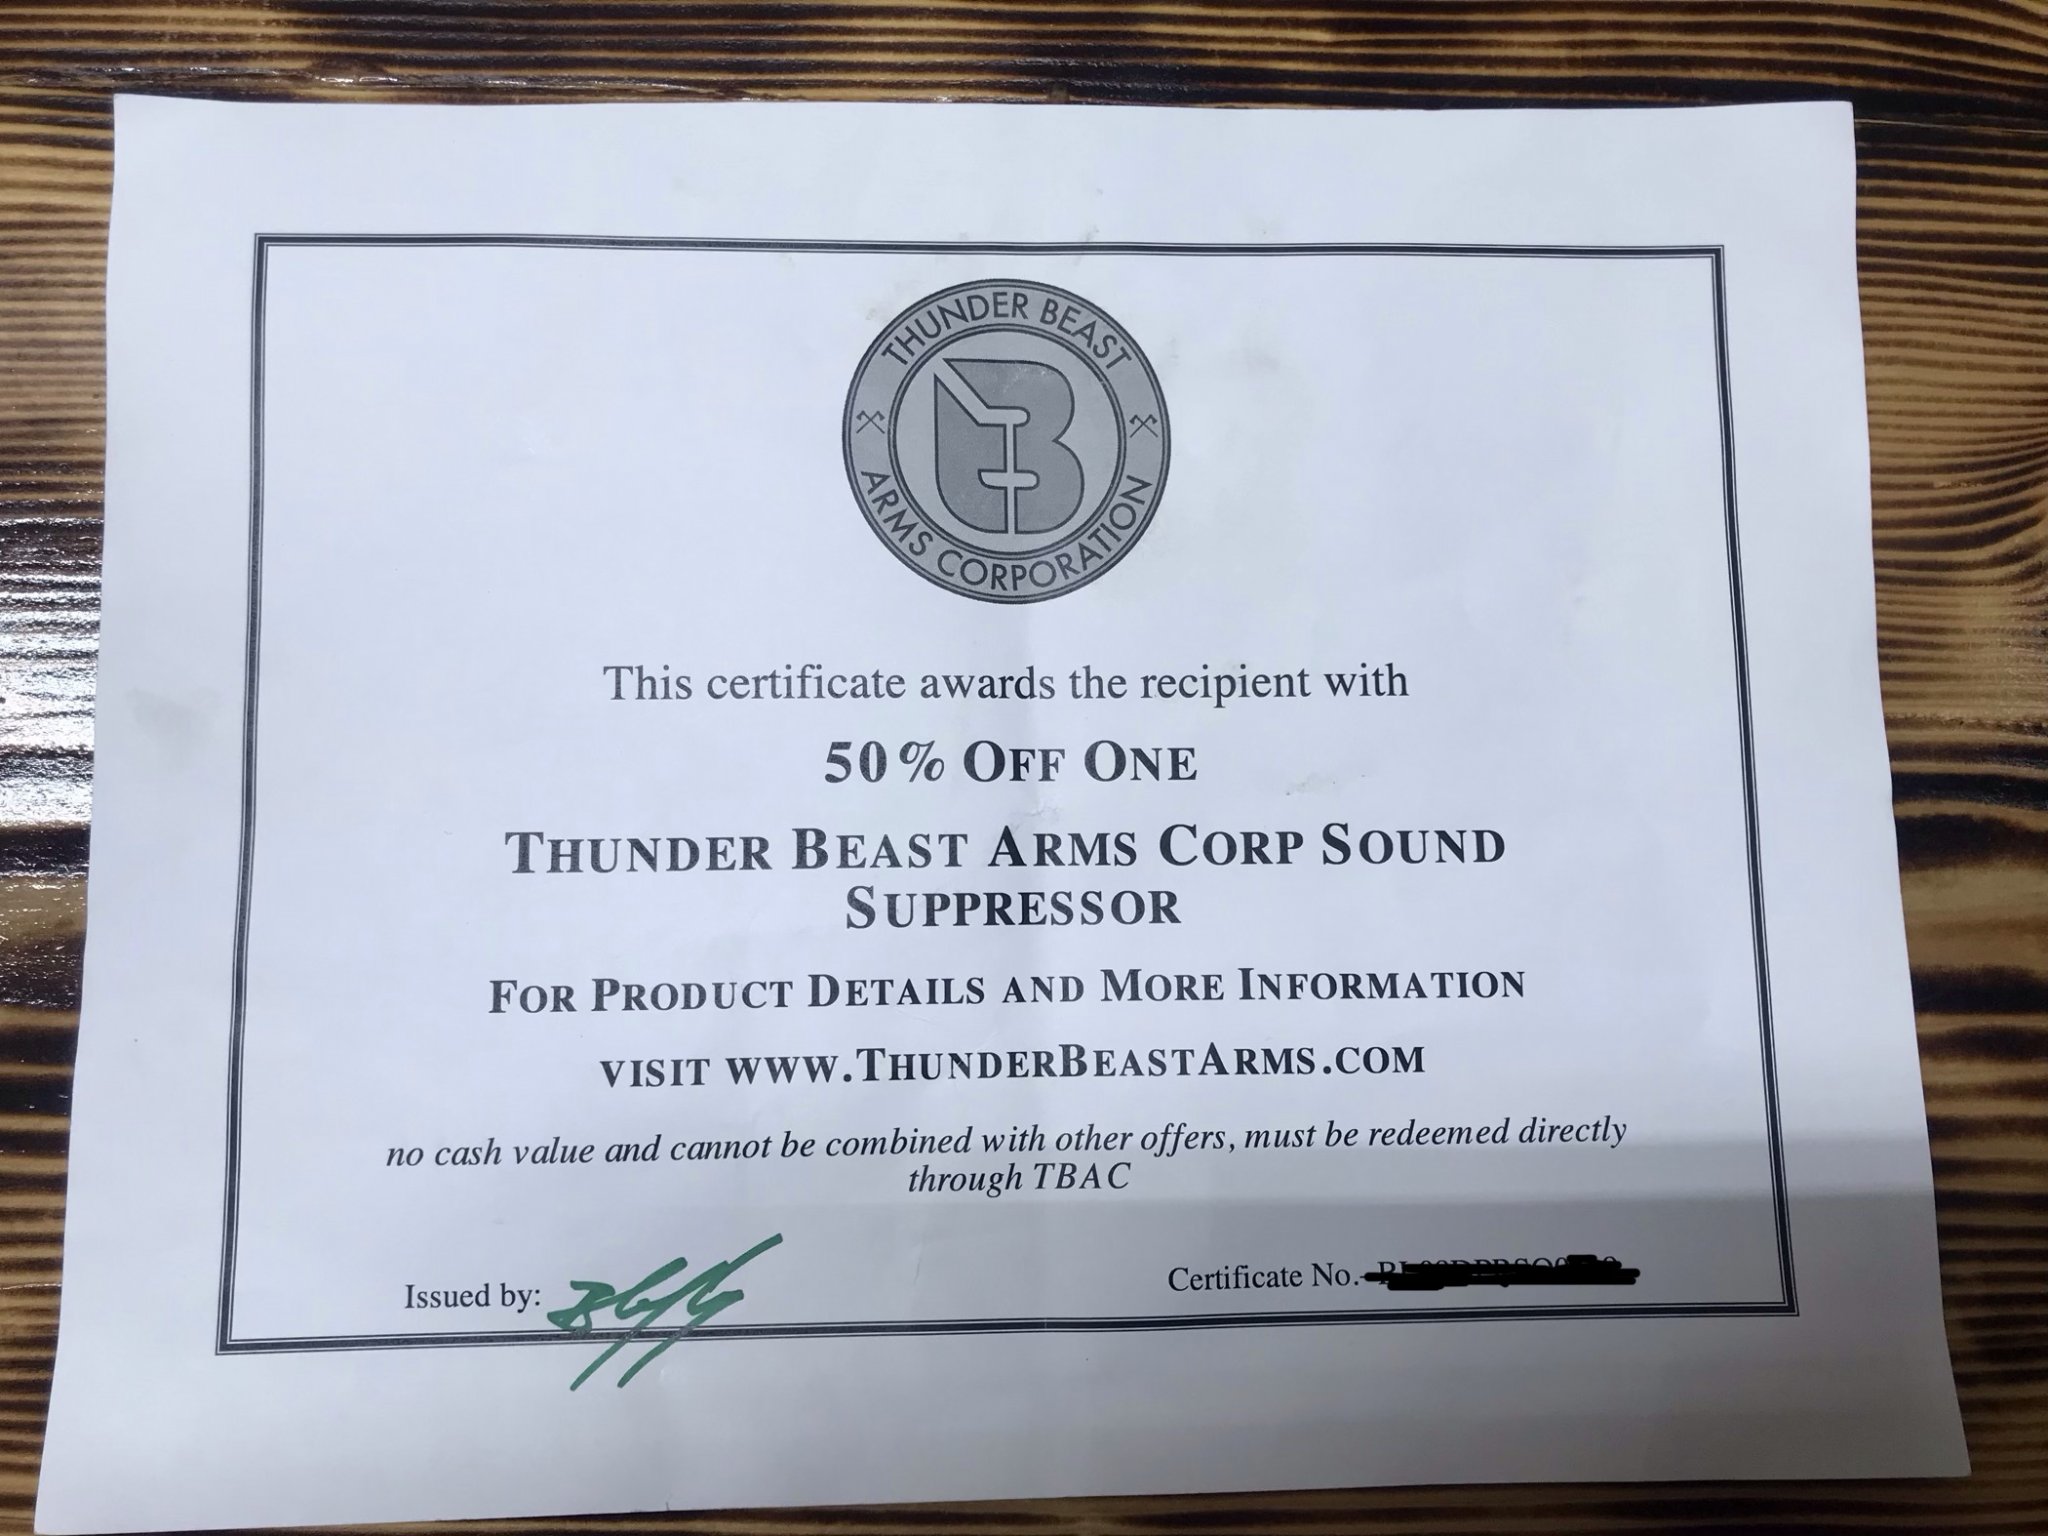 THUNDER BEAST
ARMS CORPORATION
This certificate awards the recipient with
50% OFF ONE
THUNDER BEAST ARMS CORP SOUND
SUPPRESSOR
FOR PRODUCT DETAILS AND MORE INFORMATION
VISIT WWW.THUNDERBEASTARMS.COM
no cash value and cannot be combined with other offers, must be redeemed directly
through TBAC
Issued by:
Certificate No.